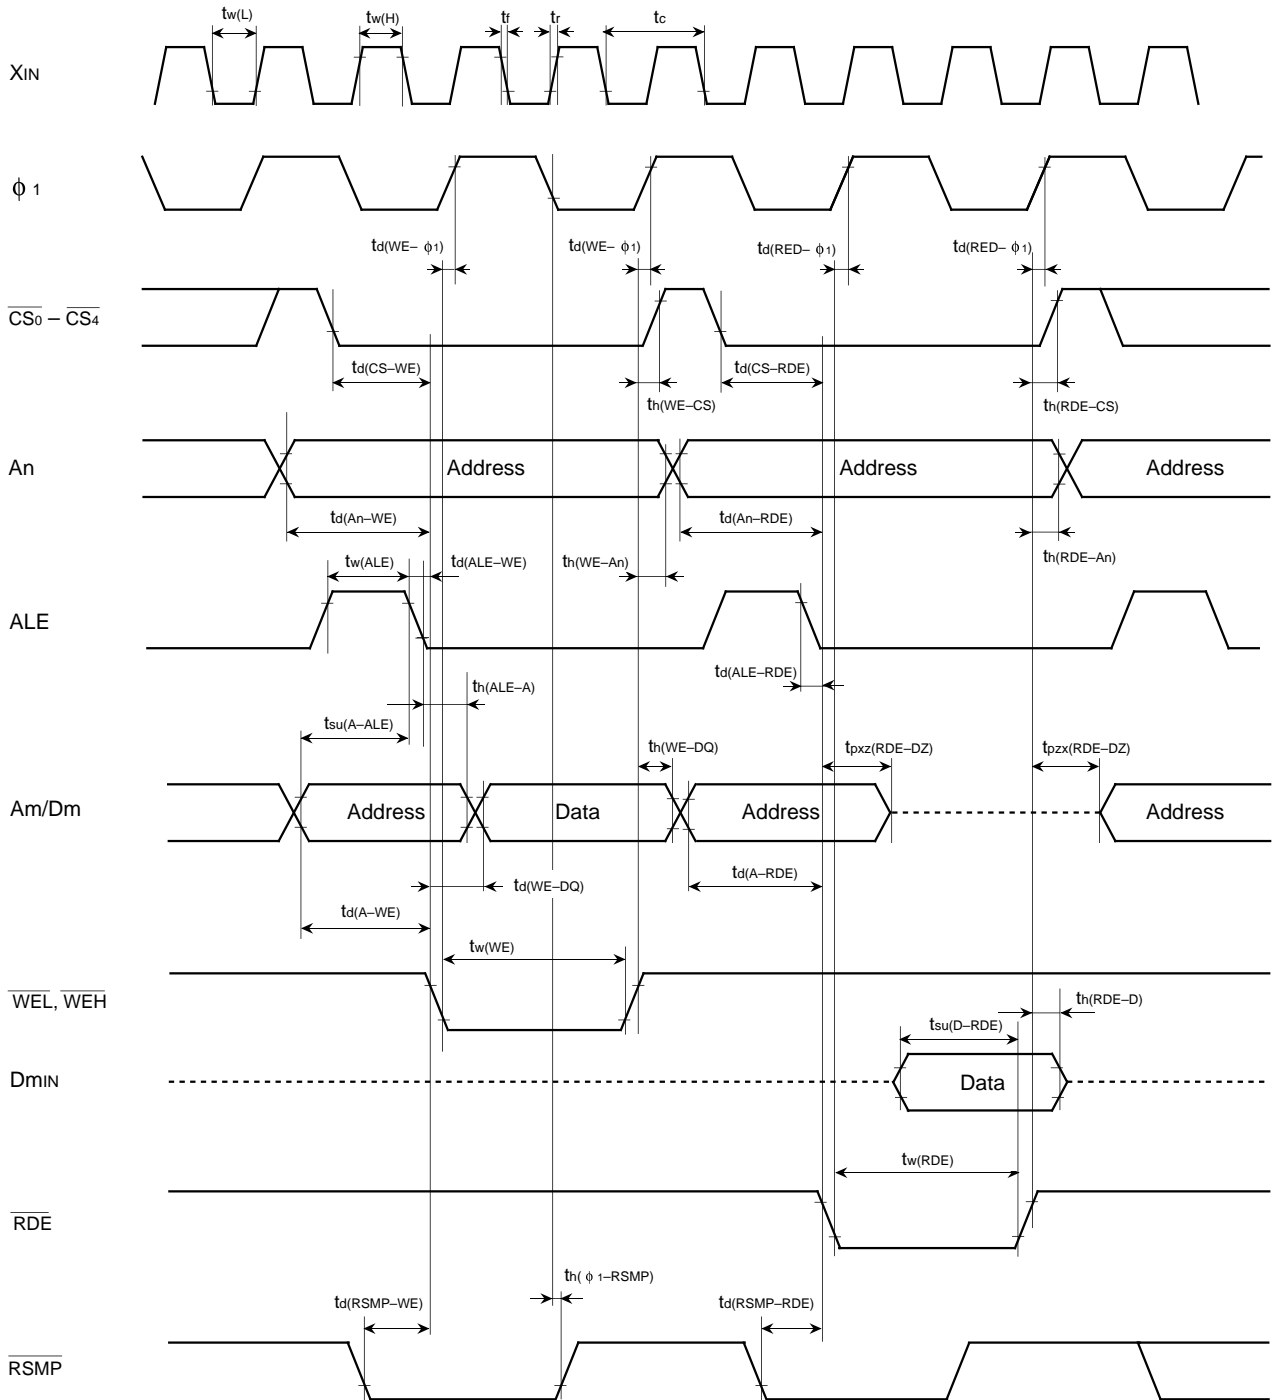 tw(L) tw(H) tf tr tc
XIN
ϕ 1
td(WE– ϕ1) td(WE– ϕ1) td(RED– ϕ1) td(RED– ϕ1)
CS0 – CS4
td(CS–WE) td(CS–RDE)
th(WE–CS) th(RDE–CS)
An Address Address Address
td(An–WE) td(An–RDE)
tw(ALE) td(ALE–WE) th(WE–An) th(RDE–An)
ALE
td(ALE–RDE)
th(ALE–A)
tsu(A–ALE)
th(WE–DQ) tpxz(RDE–DZ) tpzx(RDE–DZ)
Am/Dm Address Data Address Address
td(WE–DQ) td(A–RDE)
td(A–WE)
tw(WE)
WEL, WEH
th(RDE–D)
tsu(D–RDE)
DmIN Data
tw(RDE)
RDE
th( ϕ 1–RSMP)
td(RSMP–WE) td(RSMP–RDE)
RSMP